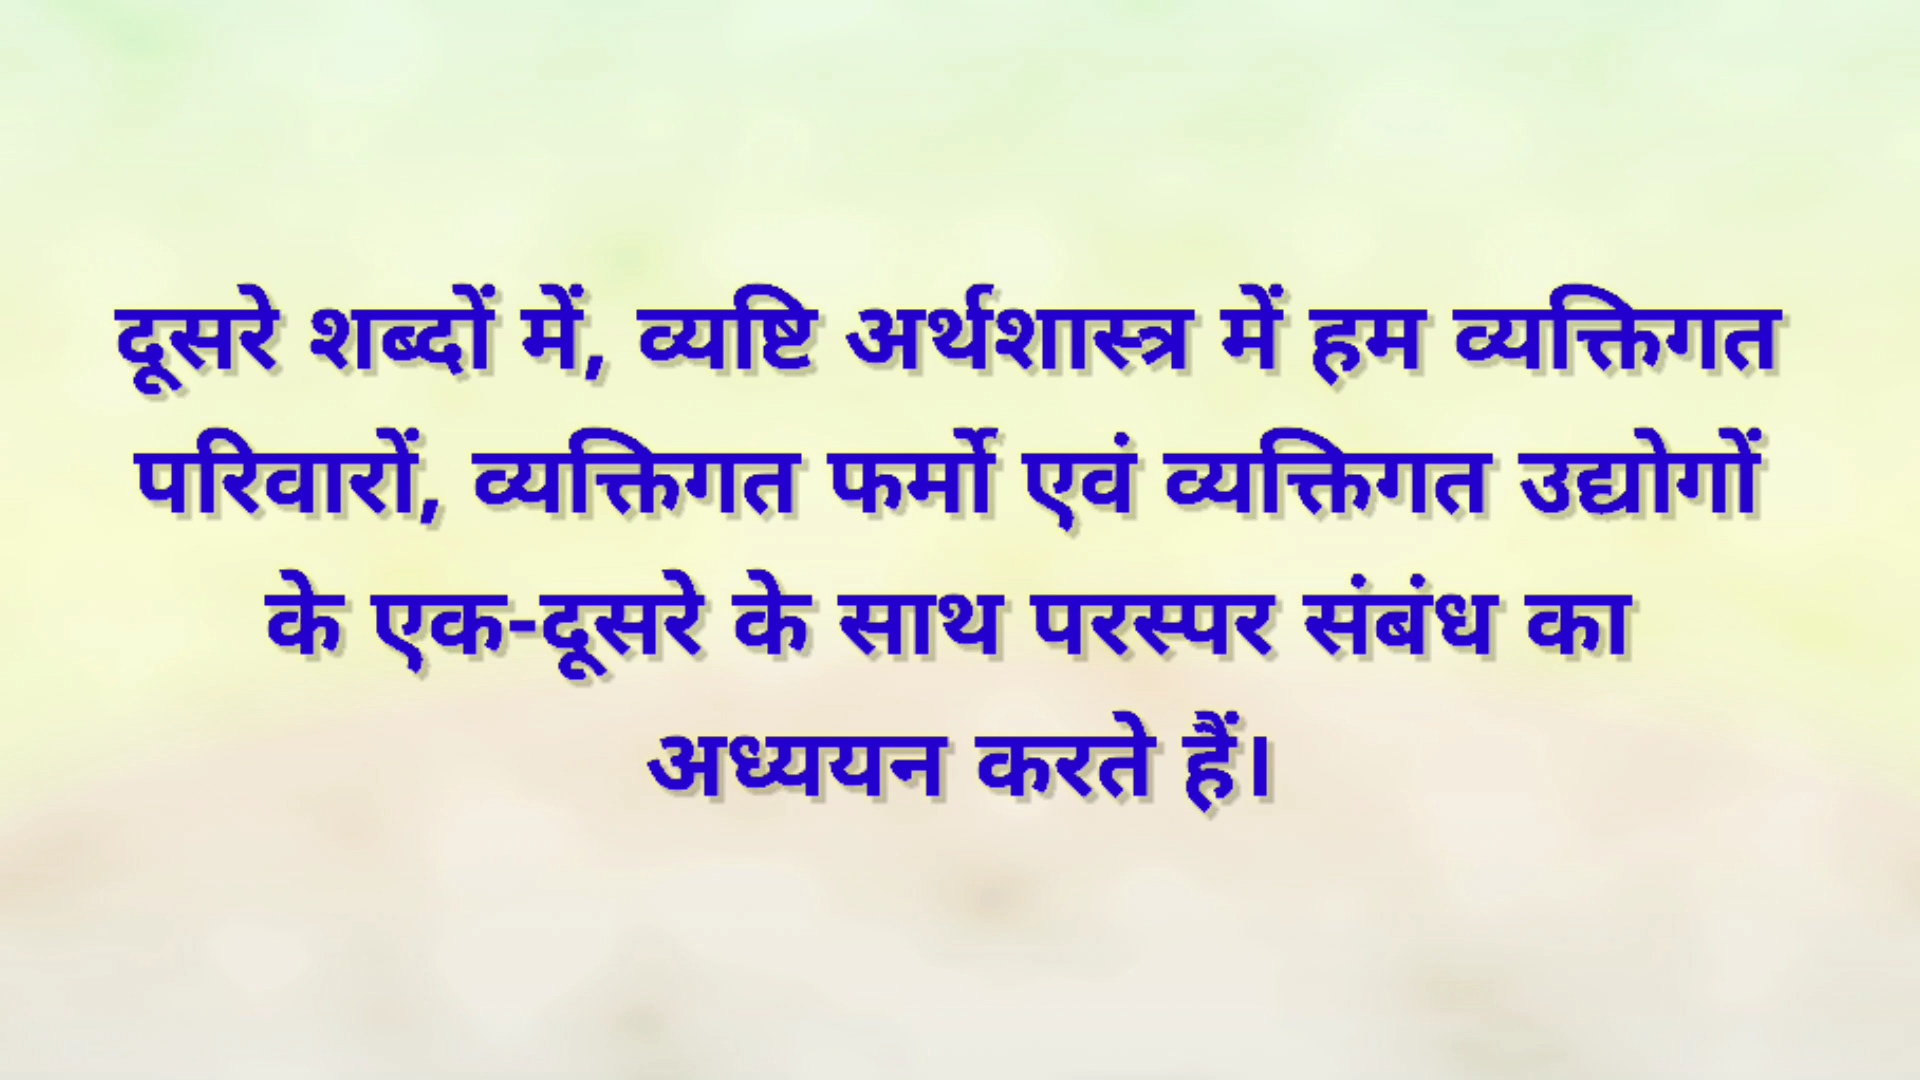 दूसरे शब्दों में, व्यष्टि अर्थशास्त्र में हम व्यक्तिगत
परिवारों, व्यक्तिगत फर्मो एवं व्यक्तिगत उद्योगों
के एक-दूसरे के साथ परस्पर संबंध का
अध्ययन करते हैं।